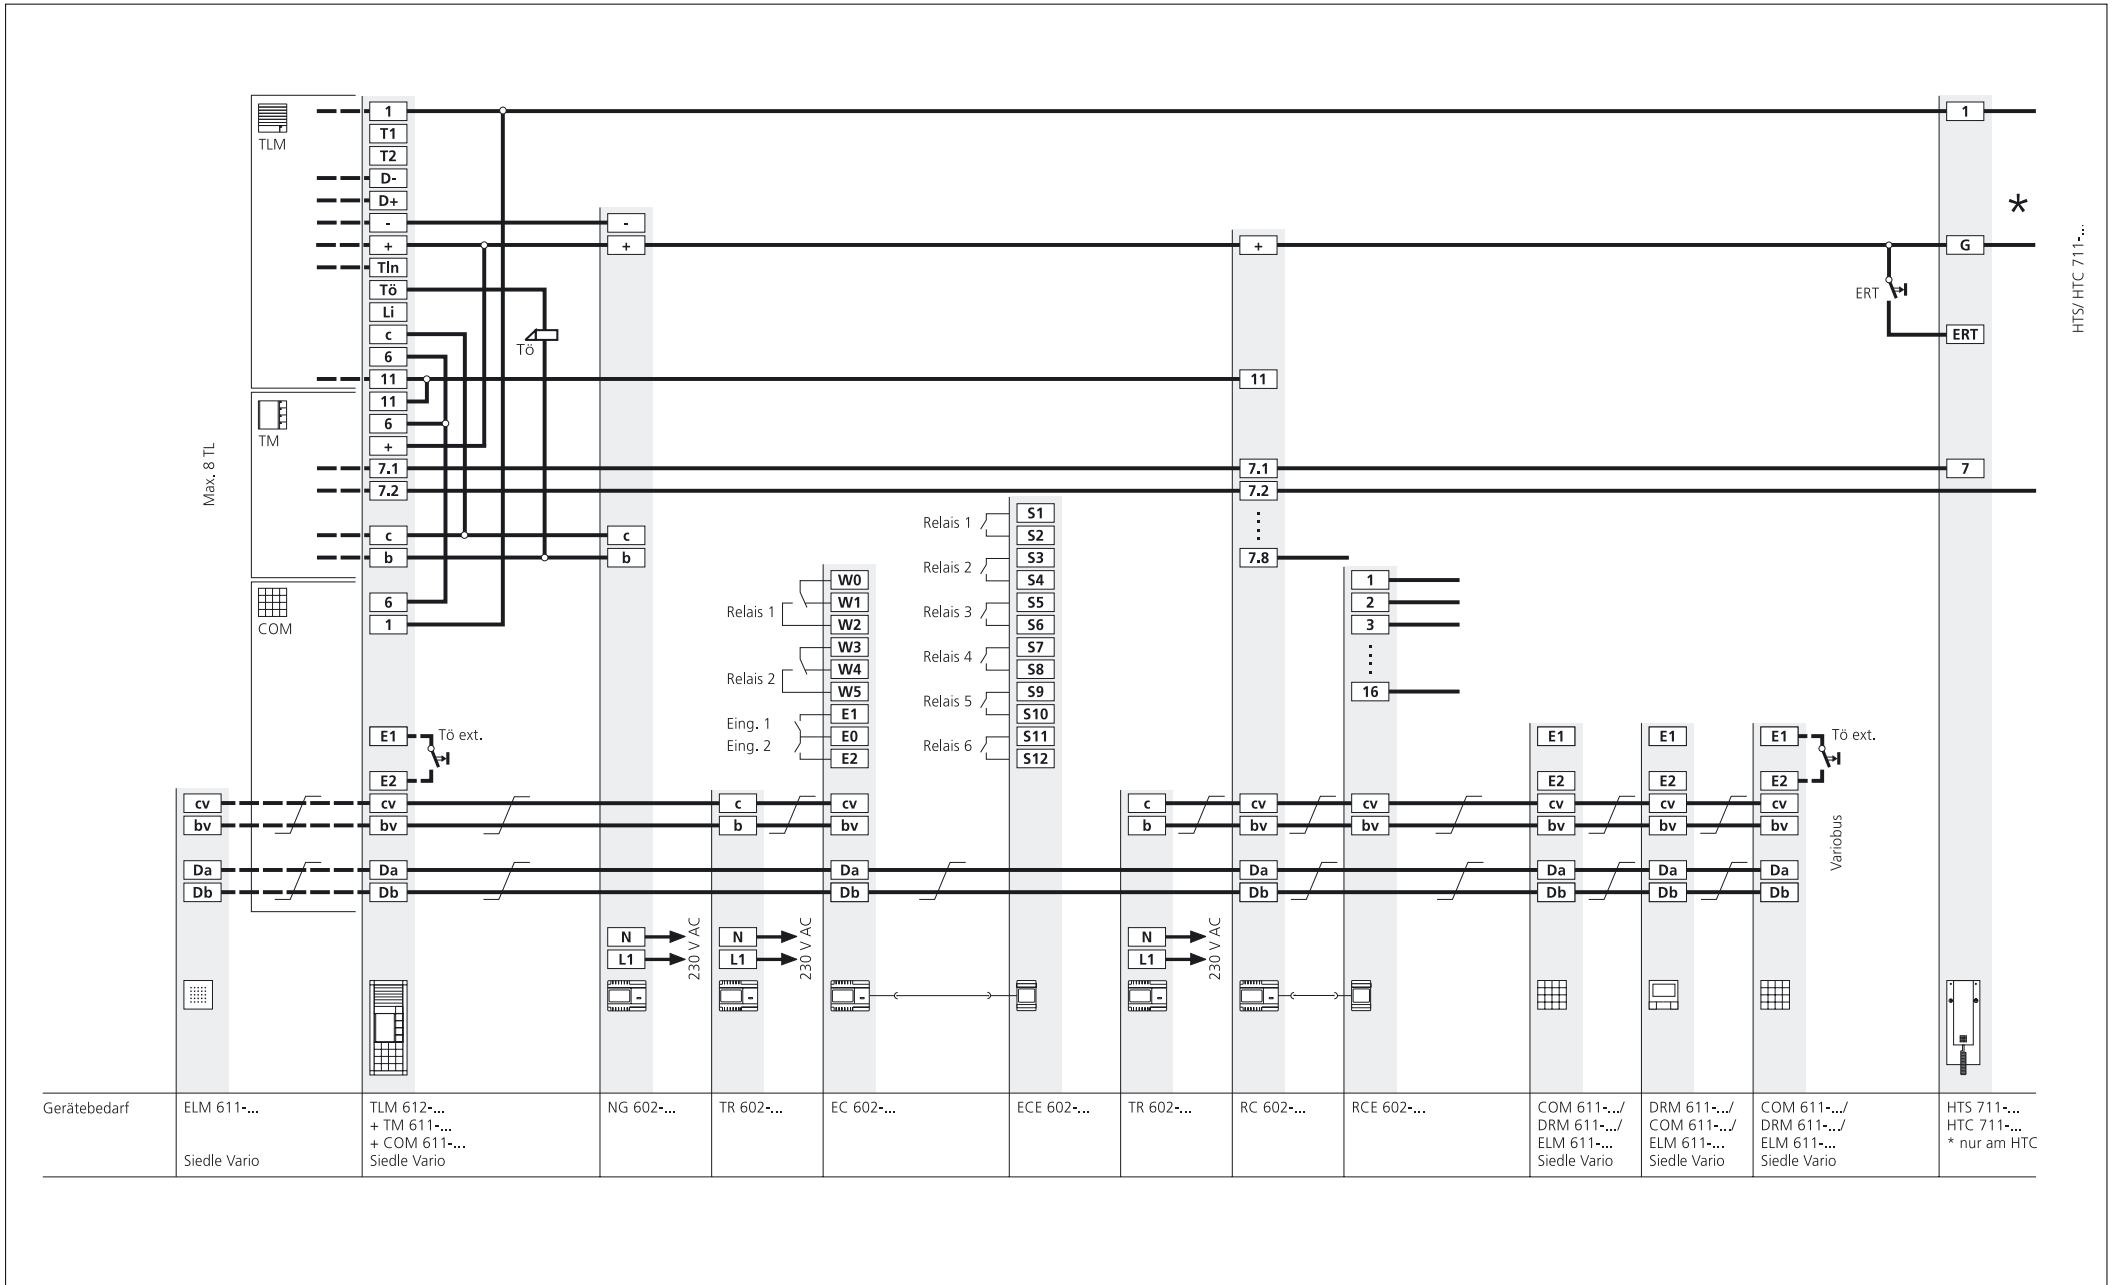 Max. 8 TL
TLM
TM
COM
1
T1
T2
D-
D+
-
+
Tln
Tö
Li
c
6
11
11
6
+
7.1
7.2
c
b
6
1
E1
E2
Tö ext.
cv
bv
Da
Db
cv
bv
Da
Db
Tö
-
+
c
b
N
L1
230 V AC
c
b
N
L1
230 V AC
Relais 1
Relais 2
Eing. 1
Eing. 2
W0
W1
W2
W3
W4
W5
E1
E0
E2
cv
bv
Da
Db
Relais 1
Relais 2
Relais 3
Relais 4
Relais 5
Relais 6
S1
S2
S3
S4
S5
S6
S7
S8
S9
S10
S11
S12
c
b
N
L1
230 V AC
+
11
7.1
7.2
7.8
cv
bv
Da
Db
1
2
3
16
cv
bv
E1
E2
cv
bv
Da
Db
E1
E2
cv
bv
Da
Db
E1
E2
Tö ext.
cv
bv
Da
Db
Variobus
1
G
ERT
ERT
7
*
HTS/ HTC 711-...
Gerätebedarf
ELM 611-...
Siedle Vario
TLM 612-...
+ TM 611-...
+ COM 611-...
Siedle Vario
NG 602-...
TR 602-...
EC 602-...
ECE 602-...
TR 602-...
RC 602-...
RCE 602-...
COM 611-.../
DRM 611-.../
ELM 611-...
Siedle Vario
DRM 611-.../
COM 611-.../
ELM 611-...
Siedle Vario
COM 611-.../
DRM 611-.../
ELM 611-...
Siedle Vario
HTS 711-...
HTC 711-...
* nur am HTC